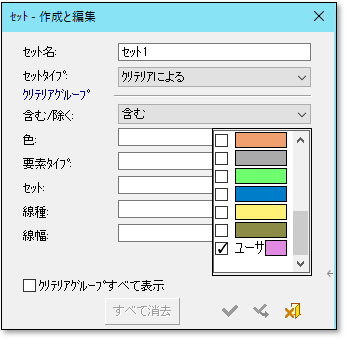 セット - 作成と編集
セット名:
セット1
セットタイプ:
クリテリアによる
クリテリアグループ
含む/除く:
含む
色:
要素タイプ:
セット:
線種:
線幅:
ユーザ
クリテリアグループすべて表示
すべて消去